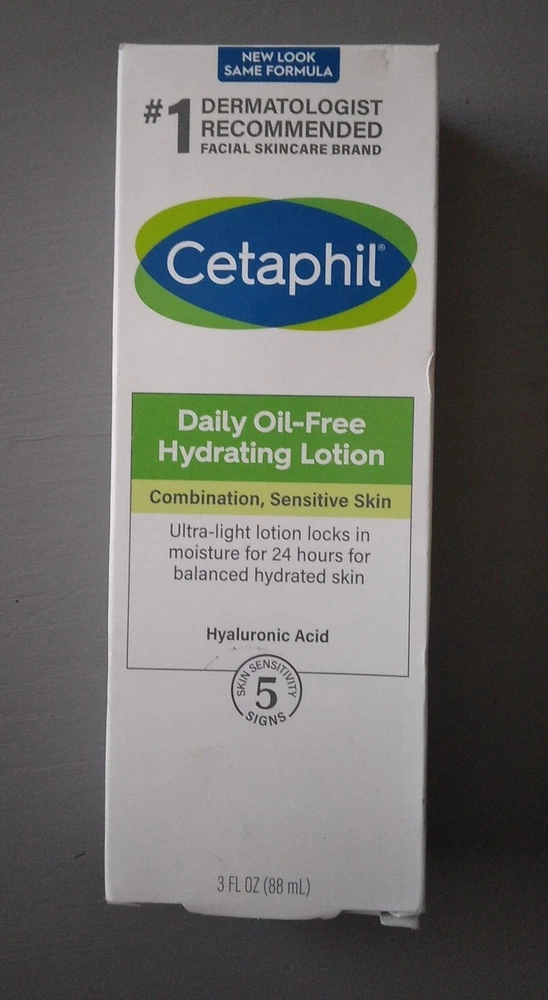 NEW LOOK
SAME FORMULA
#1 DERMATOLOGIST
RECOMMENDED
FACIAL SKINCARE BRAND
Cetaphil®
Daily Oil-Free
Hydrating Lotion
Combination, Sensitive Skin
Ultra-light lotion locks in
moisture for 24 hours for
balanced hydrated skin
Hyaluronic Acid
SKIN SENSITIVITY
5
SIGNS
3 FL OZ (88 mL)